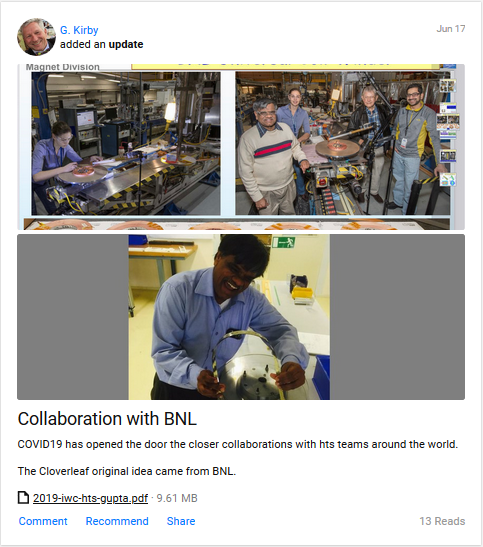 G. Kirby
Jun 17
added an update
Magnet Division
Collaboration with BNL
COVID19 has opened the door the closer collaborations with hts teams around the world.
The Cloverleaf original idea came from BNL.
2019-iwc-hts-gupta.pdf · 9.61 MB
Comment Recommend Share
13 Reads